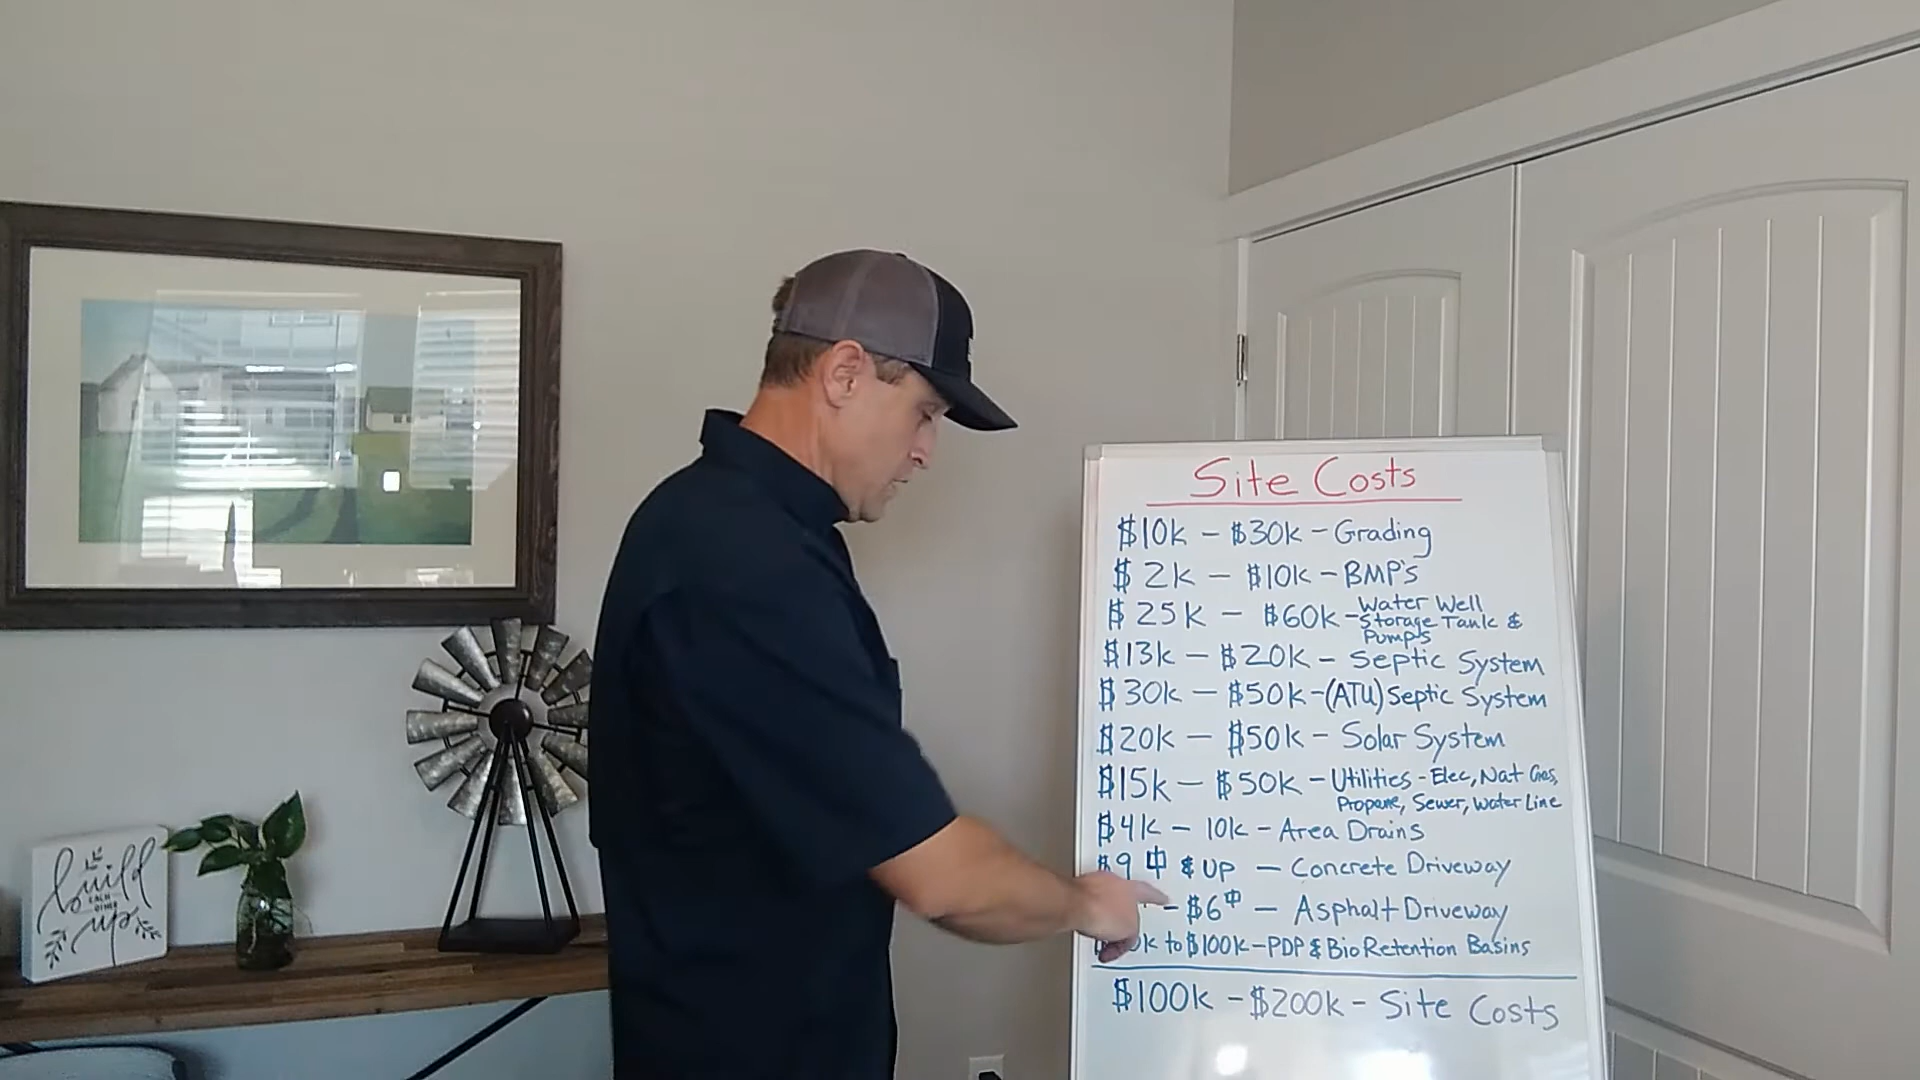 Site Costs
$10k - $30k - Grading
$ 2k - $10k - BMP's
$ 25k - $60k - Water Well
Storage Tank &
Pumps
$13k - $20k - Septic System
$30k - $50k - (ATU) Septic System
$20k - $50k - Solar System
$15k - $50k - Utilities - Elec, Nat Gas,
Propane, Sewer, Water Line
$4k - 10k - Area Drains
$9 & UP - Concrete Driveway
- $6 - Asphalt Driveway
to $100k - PDP & Bio Retention Basins
$100k - $200k - Site Costs
build
EACH
OTHER
up